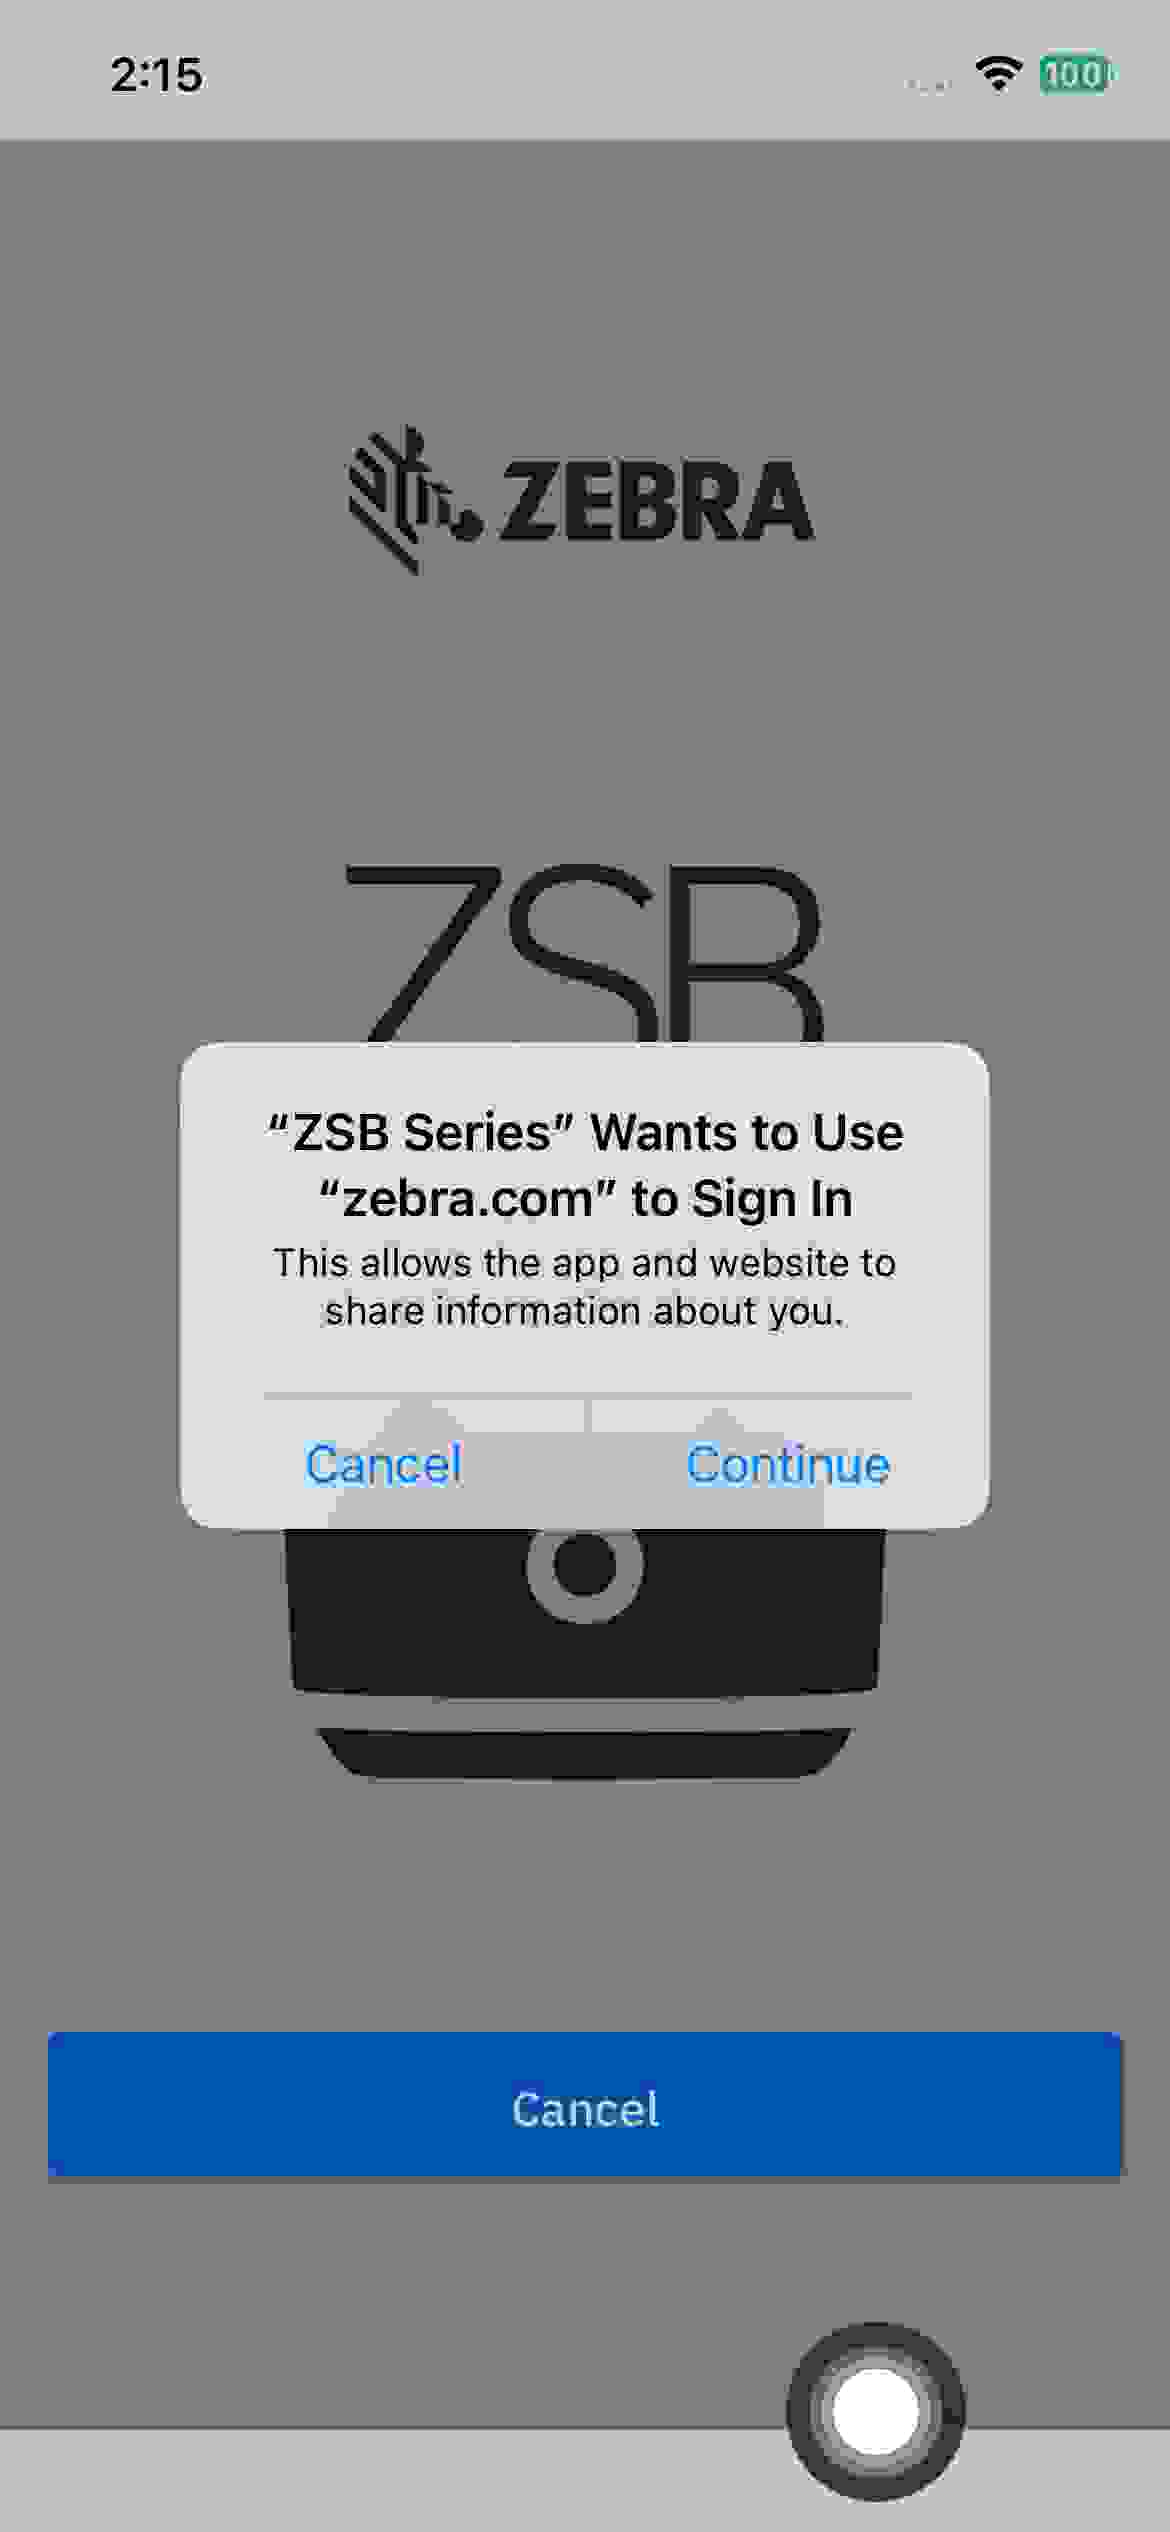 2:15
100
ZEBRA
ZSB
“ZSB Series” Wants to Use
“zebra.com” to Sign In
This allows the app and website to
share information about you.
Cancel
Continue
Cancel